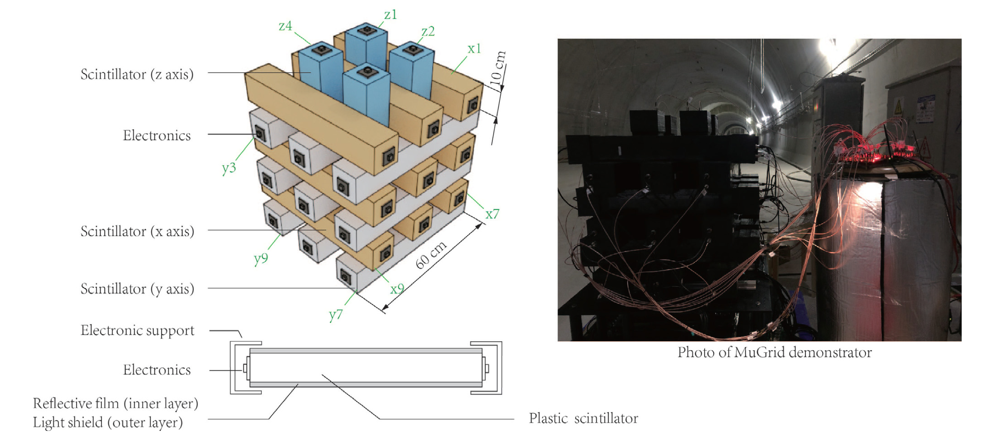 z1
z4
z2
x1
10 cm
Scintillator (z axis)
Electronics
y3
x7
Scintillator (x axis)
y9
60 cm
x9
Scintillator (y axis)
y7
Electronic support
Photo of MuGrid demonstrator
Electronics
Reflective film (inner layer)
Light shield (outer layer)
Plastic scintillator